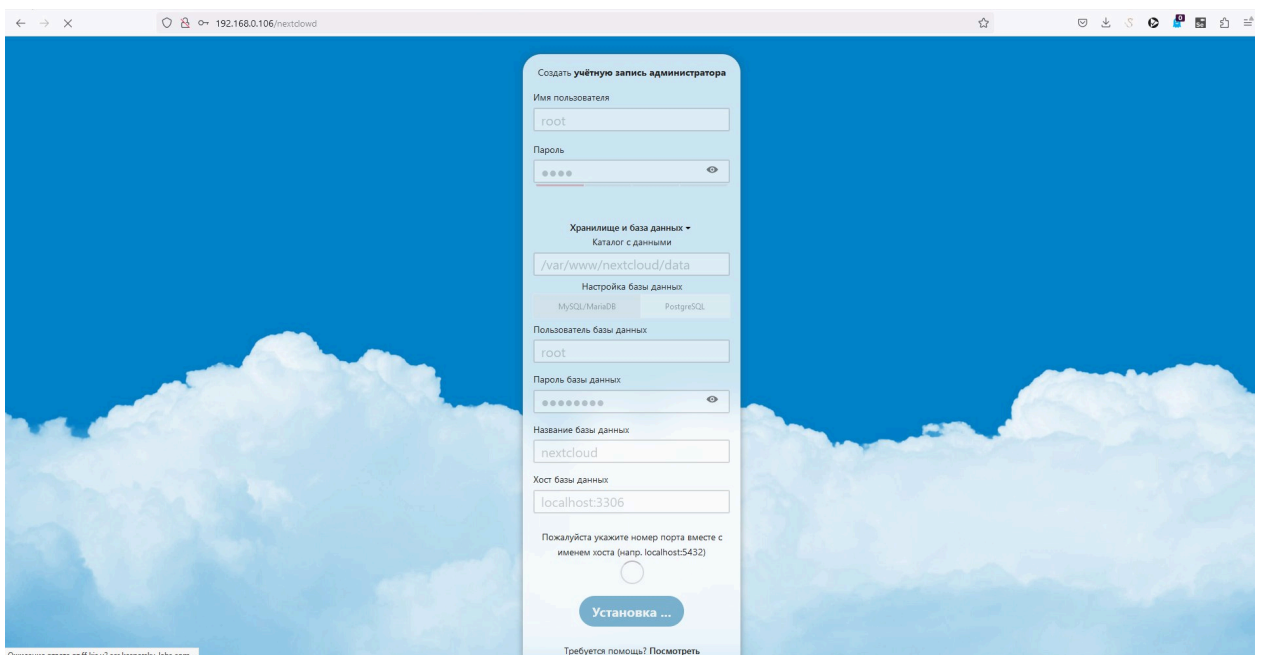 192.168.0.106/nextclowd
Создать учётную запись администратора
Имя пользователя
root
Пароль
Хранилище и база данных
Каталог с данными
/var/www/nextcloud/data
Настройка базы данных
MySQL/MariaDB PostgreSQL
Пользователь базы данных
root
Пароль базы данных
Название базы данных
nextcloud
Хост базы данных
localhost:3306
Пожалуйста укажите номер порта вместе с
именем хоста (напр. localhost:5432)
Установка ...
Требуется помощь? Посмотреть